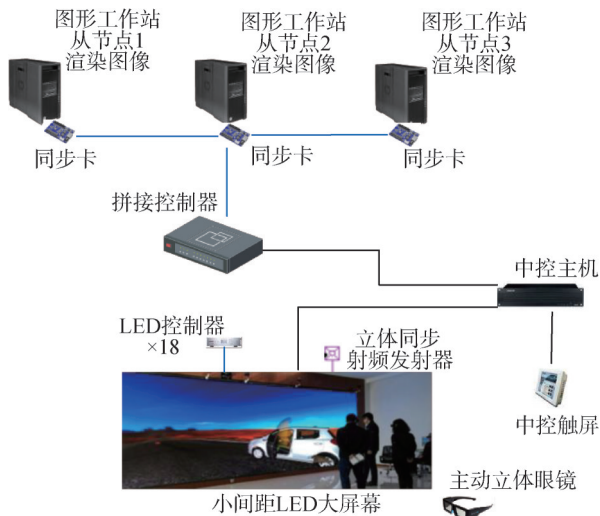 图形工作站
从节点1
渲染图像
图形工作站
从节点2
渲染图像
图形工作站
从节点3
渲染图像
同步卡
同步卡
同步卡
拼接控制器
中控主机
LED控制器
×18
立体同步
射频发射器
中控触屏
主动立体眼镜
小间距LED大屏幕